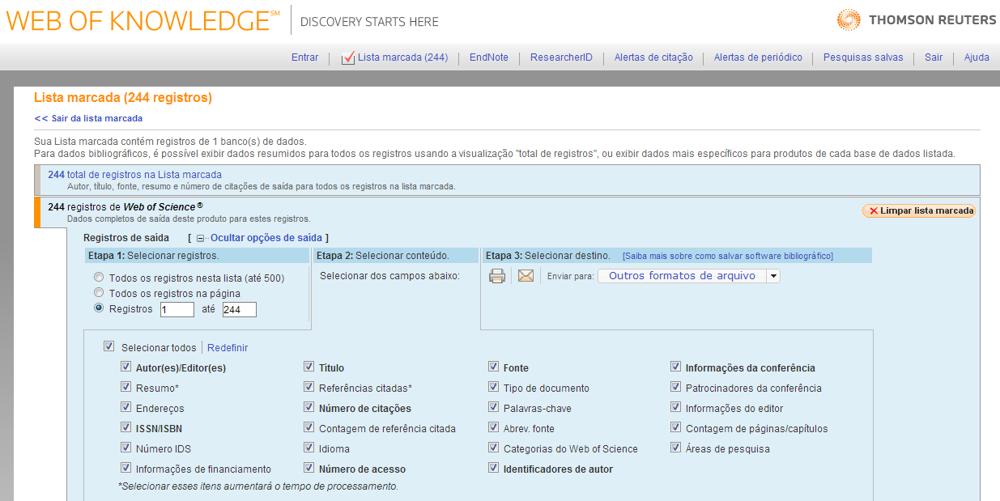 WEB OF KNOWLEDGE SM DISCOVERY STARTS HERE THOMSON REUTERS
Entrar Lista marcada (244) EndNote ResearcherID Alertas de citação Alertas de periódico Pesquisas salvas Sair Ajuda
Lista marcada (244 registros)
<< Sair da lista marcada
Sua Lista marcada contém registros de 1 banco(s) de dados.
Para dados bibliográficos, é possível exibir dados resumidos para todos os registros usando a visualização "total de registros", ou exibir dados mais específicos para produtos de cada base de dados listada.
244 total de registros na Lista marcada
Autor, título, fonte, resumo e número de citações de saída para todos os registros na lista marcada.
244 registros de Web of Science ®
Limpar lista marcada
Dados completos de saída deste produto para estes registros.
Registros de saída [ Ocultar opções de saída ]
Etapa 1: Selecionar registros. Etapa 2: Selecionar conteúdo. Etapa 3: Selecionar destino. [Saiba mais sobre como salvar software bibliográfico]
Todos os registros nesta lista (até 500) Selecionar dos campos abaixo: Enviar para: Outros formatos de arquivo
Todos os registros na página
Registros 1 até 244
Selecionar todos Redefinir
Autor(es)/Editor(es) Título Fonte Informações da conferência
Resumo* Referências citadas* Tipo de documento Patrocinadores da conferência
Endereços Número de citações Palavras-chave Informações do editor
ISSN/ISBN Contagem de referência citada Abrev. fonte Contagem de páginas/capítulos
Número IDS Idioma Categorias do Web of Science Áreas de pesquisa
Informações de financiamento Número de acesso Identificadores de autor
*Selecionar esses itens aumentará o tempo de processamento.